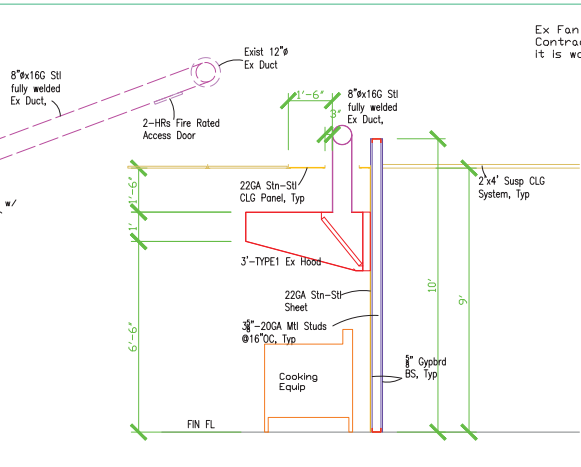 Ex Fan
Contrac
it is wo
Exist 12"ø
Ex Duct
8"øx16G Stl
fully welded
Ex Duct,
1'-6"
8"øx16G Stl
fully welded
Ex Duct,
3"
2-HRs Fire Rated
Access Door
22GA Stn-Stl
CLG Panel, Typ
2'x4' Susp CLG
System, Typ
w/
1'-6"
1'
3'-TYPE1 Ex Hood
22GA Stn-Stl
Sheet
10'
9'
3⅝"-20GA Mtl Studs
@16"OC, Typ
6'-6"
⅝" Gypbrd
BS, Typ
Cooking
Equip
FIN FL